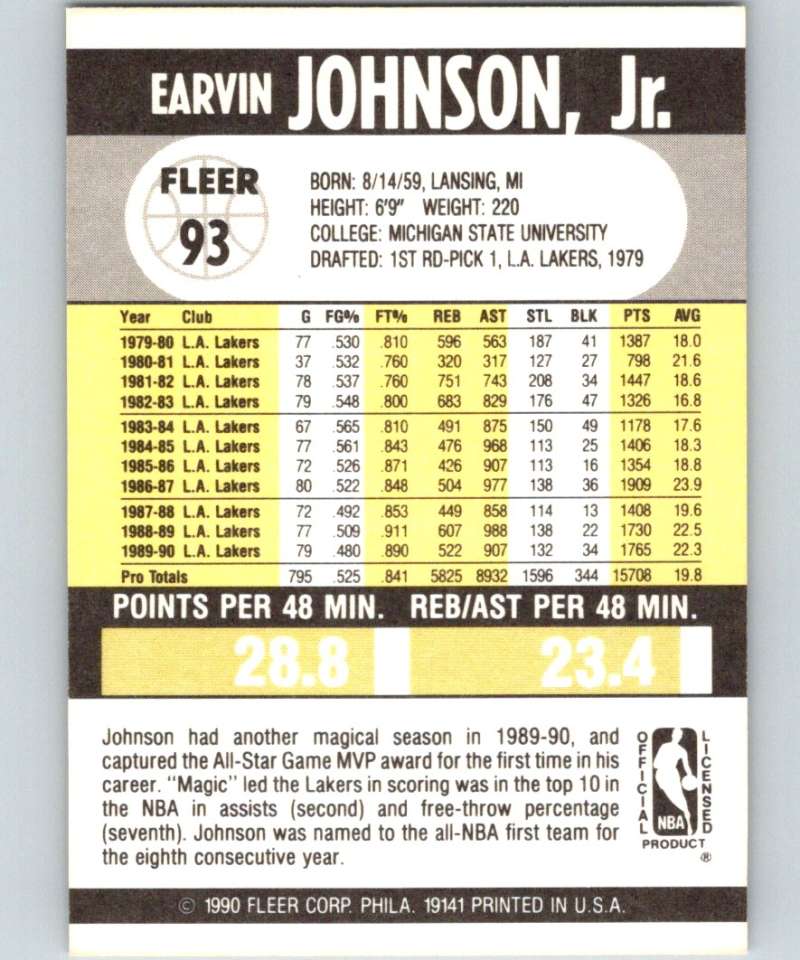 EARVIN JOHNSON, Jr.
FLEER
93
BORN: 8/14/59, LANSING, MI
HEIGHT: 6'9" WEIGHT: 220
COLLEGE: MICHIGAN STATE UNIVERSITY
DRAFTED: 1ST RD-PICK 1, L.A. LAKERS, 1979
Year Club G FG% FT% REB AST STL BLK PTS AVG
1979-80 L.A. Lakers 77 .530 .810 596 563 187 41 1387 18.0
1980-81 L.A. Lakers 37 .532 .760 320 317 127 27 798 21.6
1981-82 L.A. Lakers 78 .537 .760 751 743 208 34 1447 18.6
1982-83 L.A. Lakers 79 .548 .800 683 829 176 47 1326 16.8
1983-84 L.A. Lakers 67 .565 .810 491 875 150 49 1178 17.6
1984-85 L.A. Lakers 77 .561 .843 476 968 113 25 1406 18.3
1985-86 L.A. Lakers 72 .526 .871 426 907 113 16 1354 18.8
1986-87 L.A. Lakers 80 .522 .848 504 977 138 36 1909 23.9
1987-88 L.A. Lakers 72 .492 .853 449 858 114 13 1408 19.6
1988-89 L.A. Lakers 77 .509 .911 607 988 138 22 1730 22.5
1989-90 L.A. Lakers 79 .480 .890 522 907 132 34 1765 22.3
Pro Totals 795 .525 .841 5825 8932 1596 344 15708 19.8
POINTS PER 48 MIN. REB/AST PER 48 MIN.
28.8 23.4
Johnson had another magical season in 1989-90, and
captured the All-Star Game MVP award for the first time in his
career. "Magic" led the Lakers in scoring was in the top 10 in
the NBA in assists (second) and free-throw percentage
(seventh). Johnson was named to the all-NBA first team for
the eighth consecutive year.
OFFICIAL
LICENSED
NBA
PRODUCT
®
© 1990 FLEER CORP. PHILA. 19141 PRINTED IN U.S.A.